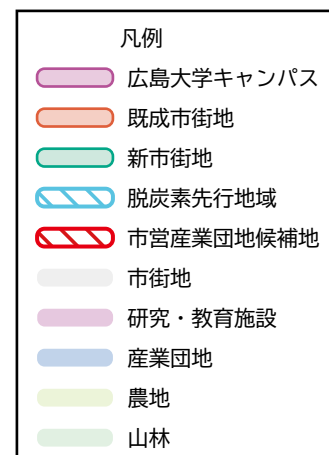 凡例
広島大学キャンパス
既成市街地
新市街地
脱炭素先行地域
市営産業団地候補地
市街地
研究・教育施設
産業団地
農地
山林